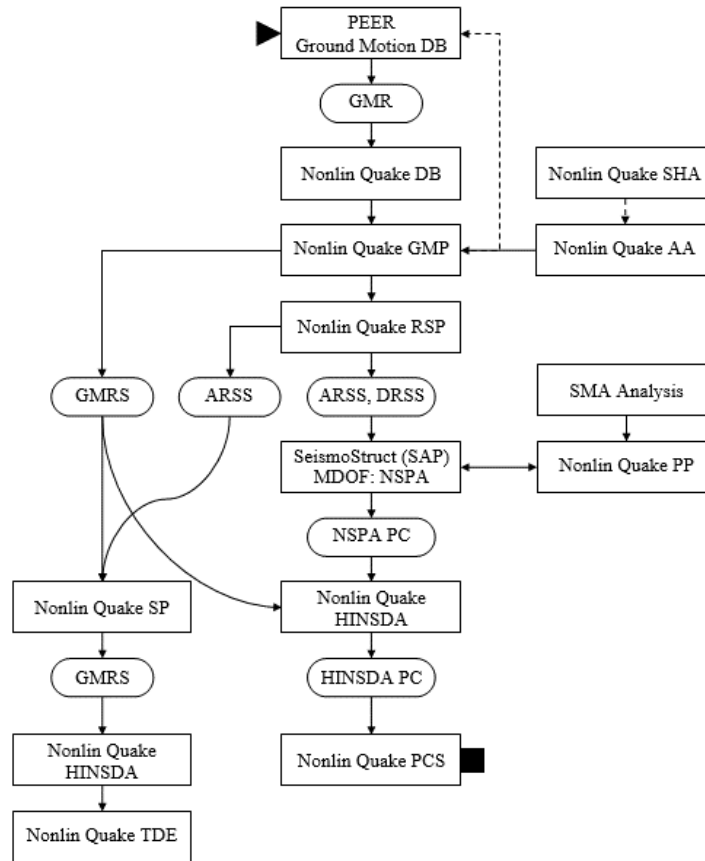 PEER
Ground Motion DB
GMR
Nonlin Quake DB
Nonlin Quake SHA
Nonlin Quake GMP
Nonlin Quake AA
Nonlin Quake RSP
GMRS
ARSS
ARSS, DRSS
SMA Analysis
SeismoStruct (SAP)
MDOF: NSPA
Nonlin Quake PP
NSPA PC
Nonlin Quake SP
Nonlin Quake
HINSDA
GMRS
HINSDA PC
Nonlin Quake
HINSDA
Nonlin Quake PCS
Nonlin Quake TDE